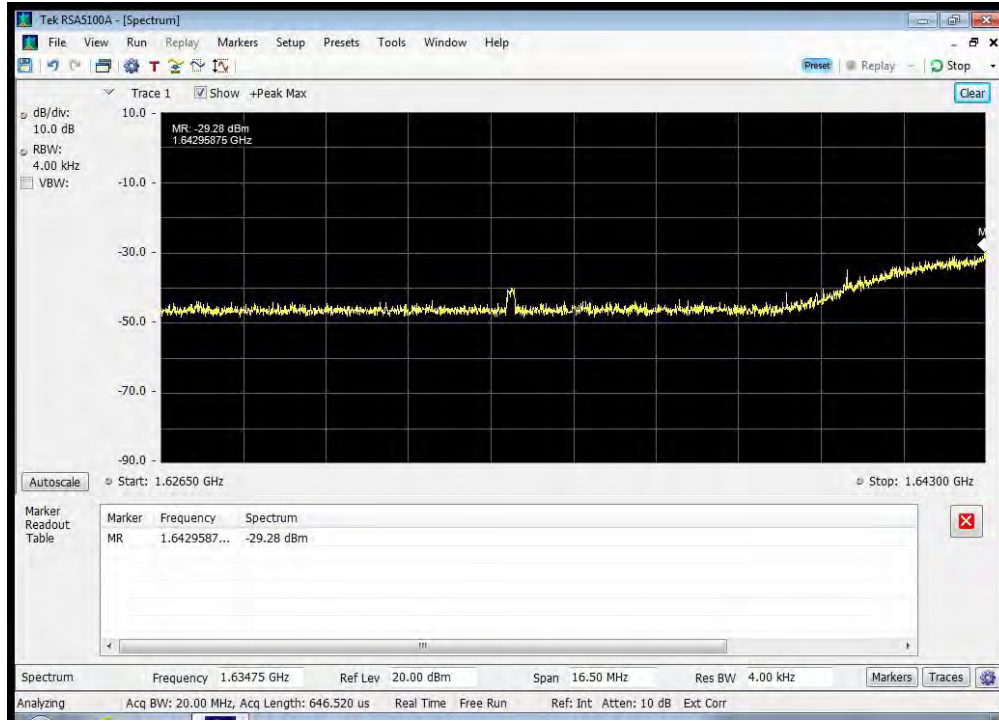 Tek RSA5100A - [Spectrum]
File View Run Replay Markers Setup Presets Tools Window Help
Preset Replay Stop
Trace 1 Show +Peak Max Clear
dB/div:
10.0 dB
RBW:
4.00 kHz
VBW:
10.0
MR: -29.28 dBm
1.64295875 GHz
-10.0
M
-30.0
-50.0
-70.0
-90.0
Autoscale Start: 1.62650 GHz Stop: 1.64300 GHz
Marker
Readout
Table
Marker Frequency Spectrum
MR 1.6429587... -29.28 dBm
Spectrum Frequency 1.63475 GHz Ref Lev 20.00 dBm Span 16.50 MHz Res BW 4.00 kHz Markers Traces
Analyzing Acq BW: 20.00 MHz, Acq Length: 646.520 us Real Time Free Run Ref: Int Atten: 10 dB Ext Corr